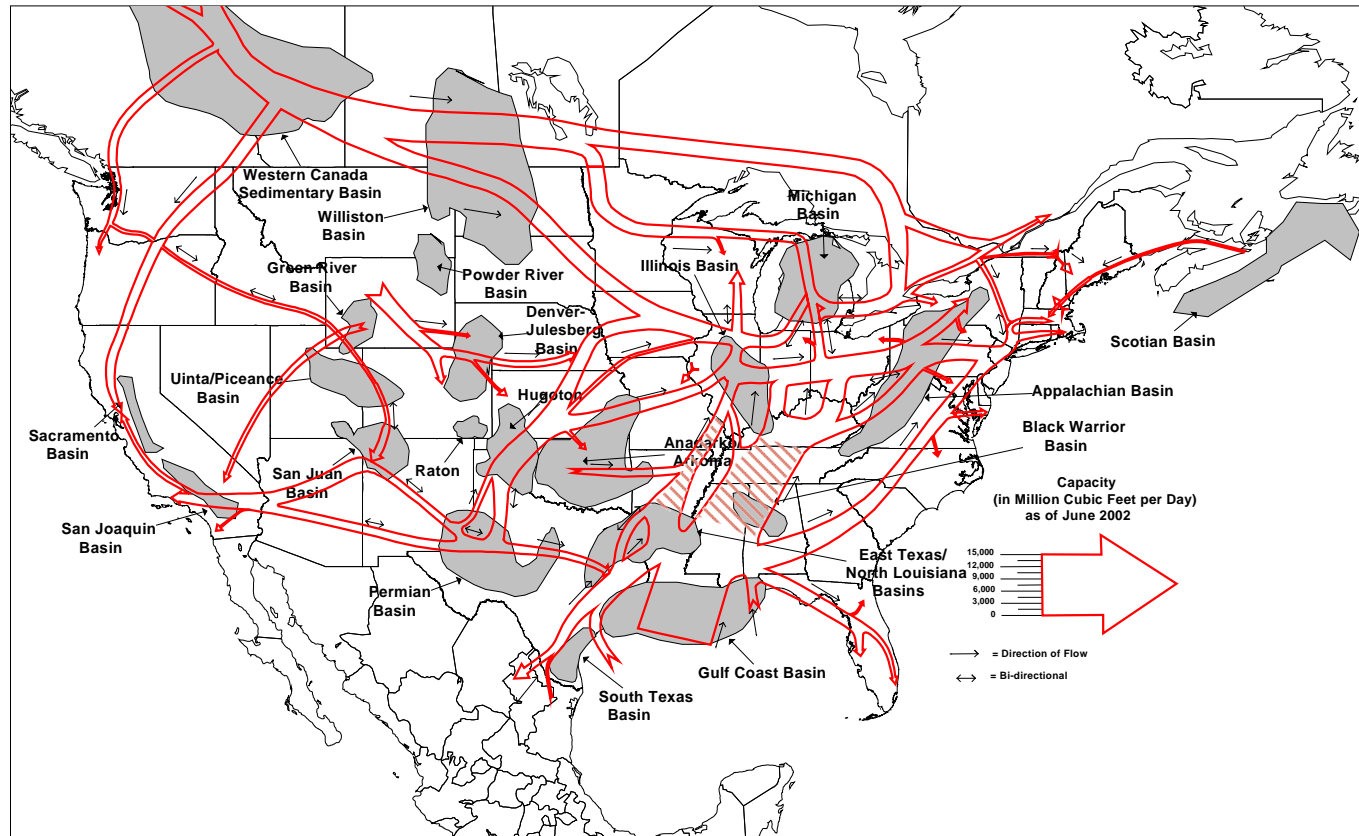 Western Canada
Sedimentary Basin
Williston
Basin
Michigan
Basin
Green River
Basin
Powder River
Basin
Illinois Basin
Denver-
Julesberg
Basin
Scotian Basin
Uinta/Piceance
Basin
Hugoton
Appalachian Basin
Sacramento
Basin
San Juan
Basin
Raton
Anadarko/
Arkoma
Black Warrior
Basin
San Joaquin
Basin
Capacity
(in Million Cubic Feet per Day)
as of June 2002
15,000
12,000
9,000
6,000
3,000
0
East Texas/
North Louisiana
Basins
Permian
Basin
= Direction of Flow
= Bi-directional
Gulf Coast Basin
South Texas
Basin